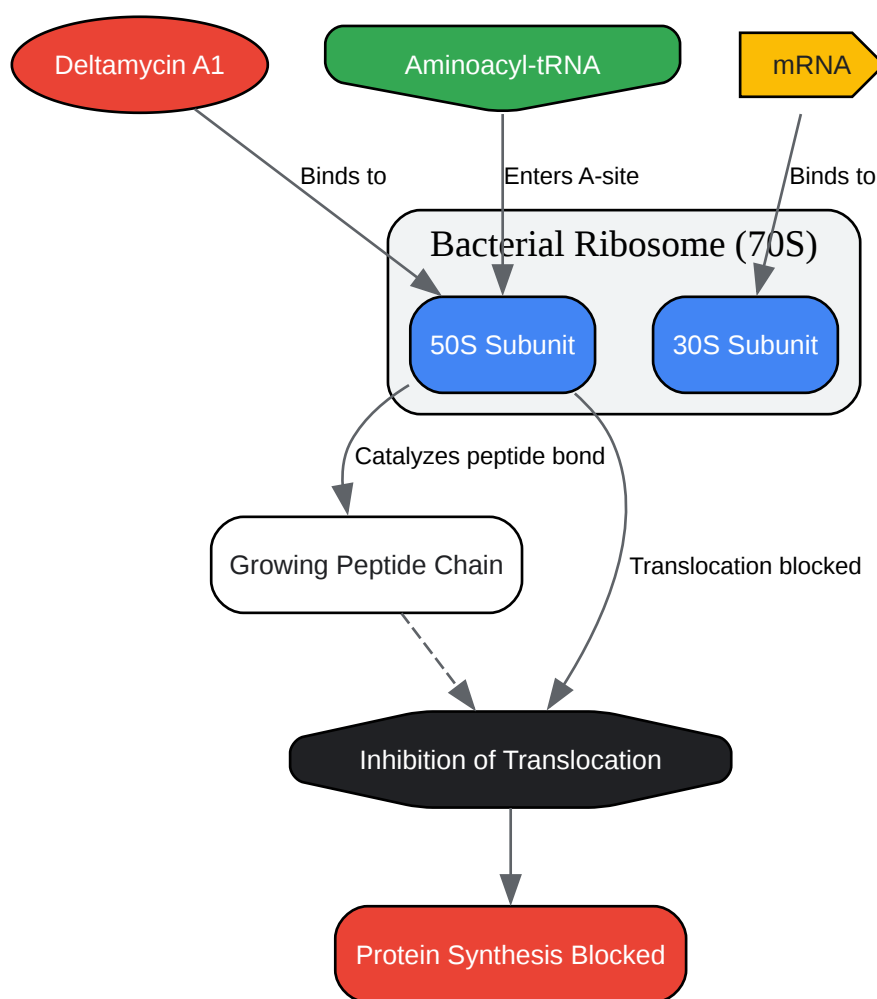 Deltamycin A1
Aminoacyl-tRNA
mRNA
Binds to
Enters A-site
Binds to
Bacterial Ribosome (70S)
50S Subunit
30S Subunit
Catalyzes peptide bond
Growing Peptide Chain
Translocation blocked
Inhibition of Translocation
Protein Synthesis Blocked